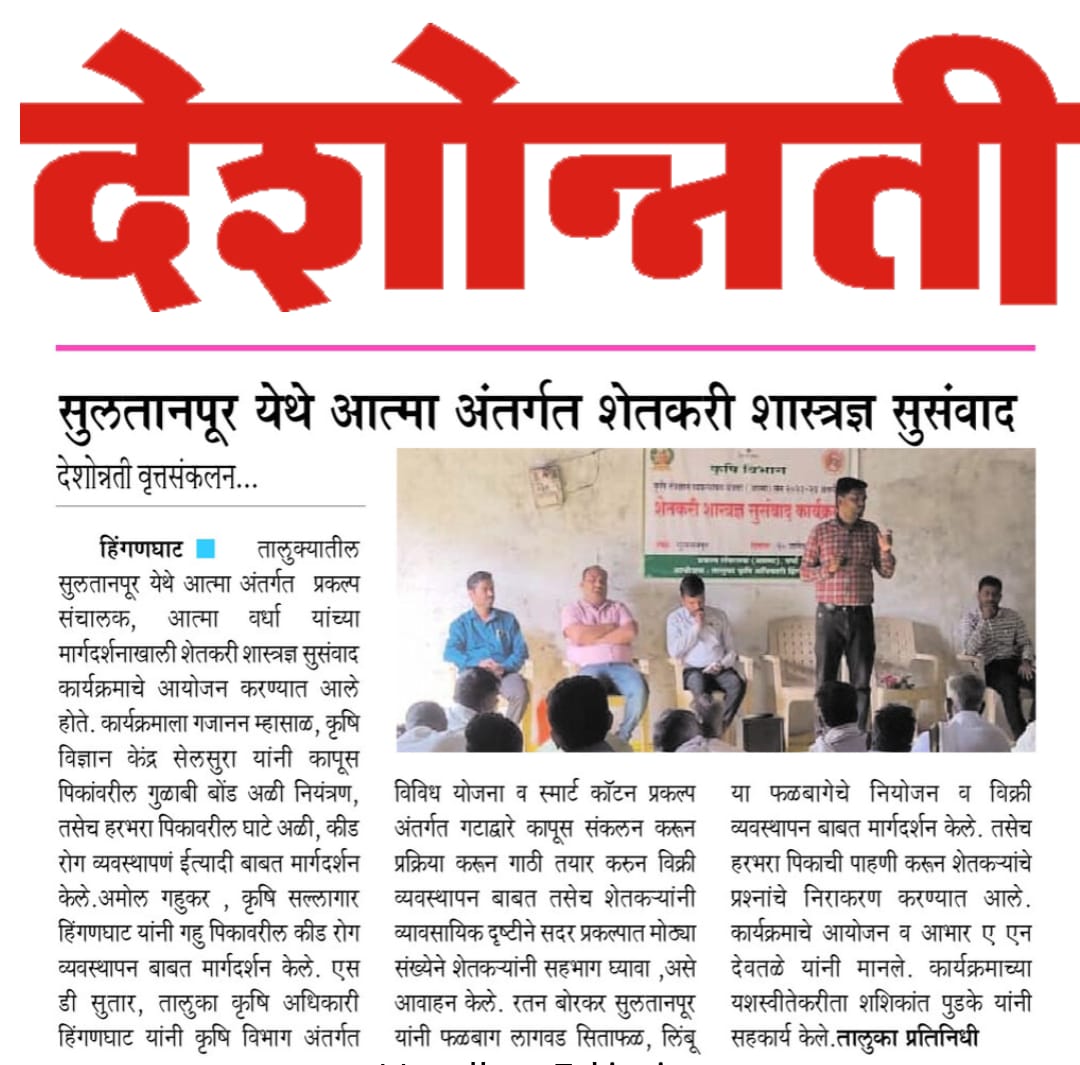 देशोन्नती
सुलतानपूर येथे आत्मा अंतर्गत शेतकरी शास्त्रज्ञ सुसंवाद
देशोन्नती वृत्तसंकलन...
हिंगणघाट तालुक्यातील
सुलतानपूर येथे आत्मा अंतर्गत प्रकल्प
संचालक, आत्मा वर्धा यांच्या
मार्गदर्शनाखाली शेतकरी शास्त्रज्ञ सुसंवाद
कार्यक्रमाचे आयोजन करण्यात आले
होते. कार्यक्रमाला गजानन म्हासाळ, कृषि
विज्ञान केंद्र सेलसुरा यांनी कापूस
पिकांवरील गुळाबी बोंड अळी नियंत्रण,
तसेच हरभरा पिकावरील घाटे अळी, कीड
रोग व्यवस्थापणं ईत्यादी बाबत मार्गदर्शन
केले.अमोल गहुकर , कृषि सल्लागार
हिंगणघाट यांनी गहु पिकावरील कीड रोग
व्यवस्थापन बाबत मार्गदर्शन केले. एस
डी सुतार, तालुका कृषि अधिकारी
हिंगणघाट यांनी कृषि विभाग अंतर्गत
कृषि विभाग
शेतकरी शास्त्रज्ञ सुसंवाद कार्यक्र
विविध योजना व स्मार्ट कॉटन प्रकल्प
अंतर्गत गटाद्वारे कापूस संकलन करून
प्रक्रिया करून गाठी तयार करुन विक्री
व्यवस्थापन बाबत तसेच शेतकऱ्यांनी
व्यावसायिक दृष्टीने सदर प्रकल्पात मोठ्या
संख्येने शेतकऱ्यांनी सहभाग घ्यावा ,असे
आवाहन केले. रतन बोरकर सुलतानपूर
यांनी फळबाग लागवड सिताफळ, लिंबू
या फळबागेचे नियोजन व विक्री
व्यवस्थापन बाबत मार्गदर्शन केले. तसेच
हरभरा पिकाची पाहणी करून शेतकऱ्यांचे
प्रश्नांचे निराकरण करण्यात आले.
कार्यक्रमाचे आयोजन व आभार ए एन
देवतळे यांनी मानले. कार्यक्रमाच्या
यशस्वीतेकरीता शशिकांत पुडके यांनी
सहकार्य केले.तालुका प्रतिनिधी